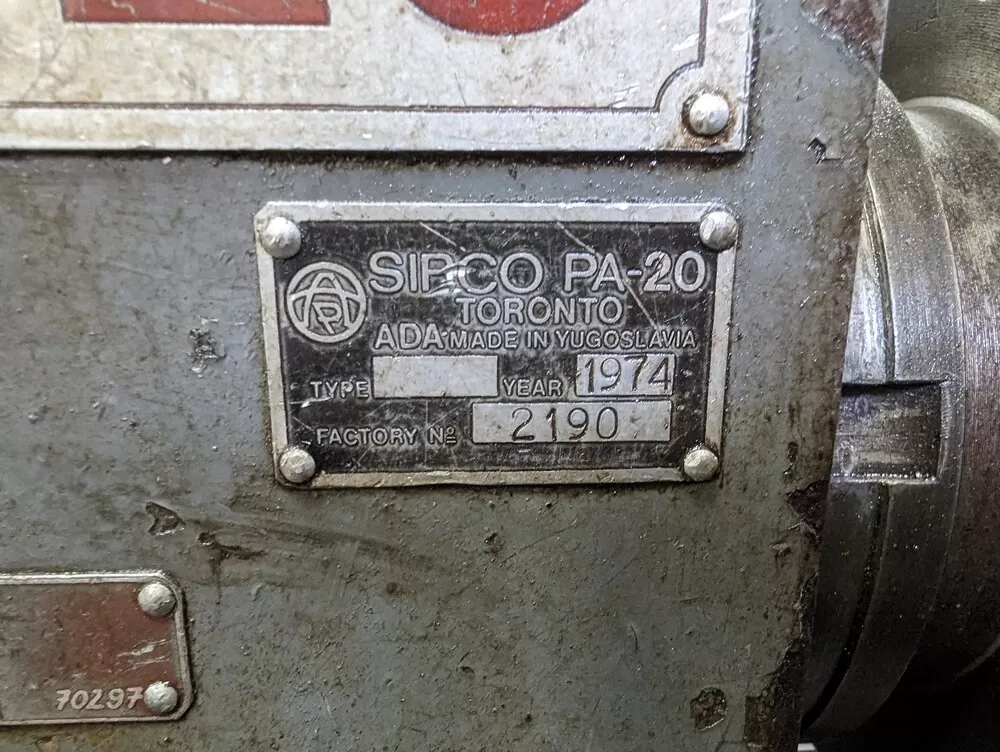 SIPCO PA-20
TORONTO
ADA·MADE IN YUGOSLAVIA
TYPE YEAR 1974
FACTORY No 2190
70297